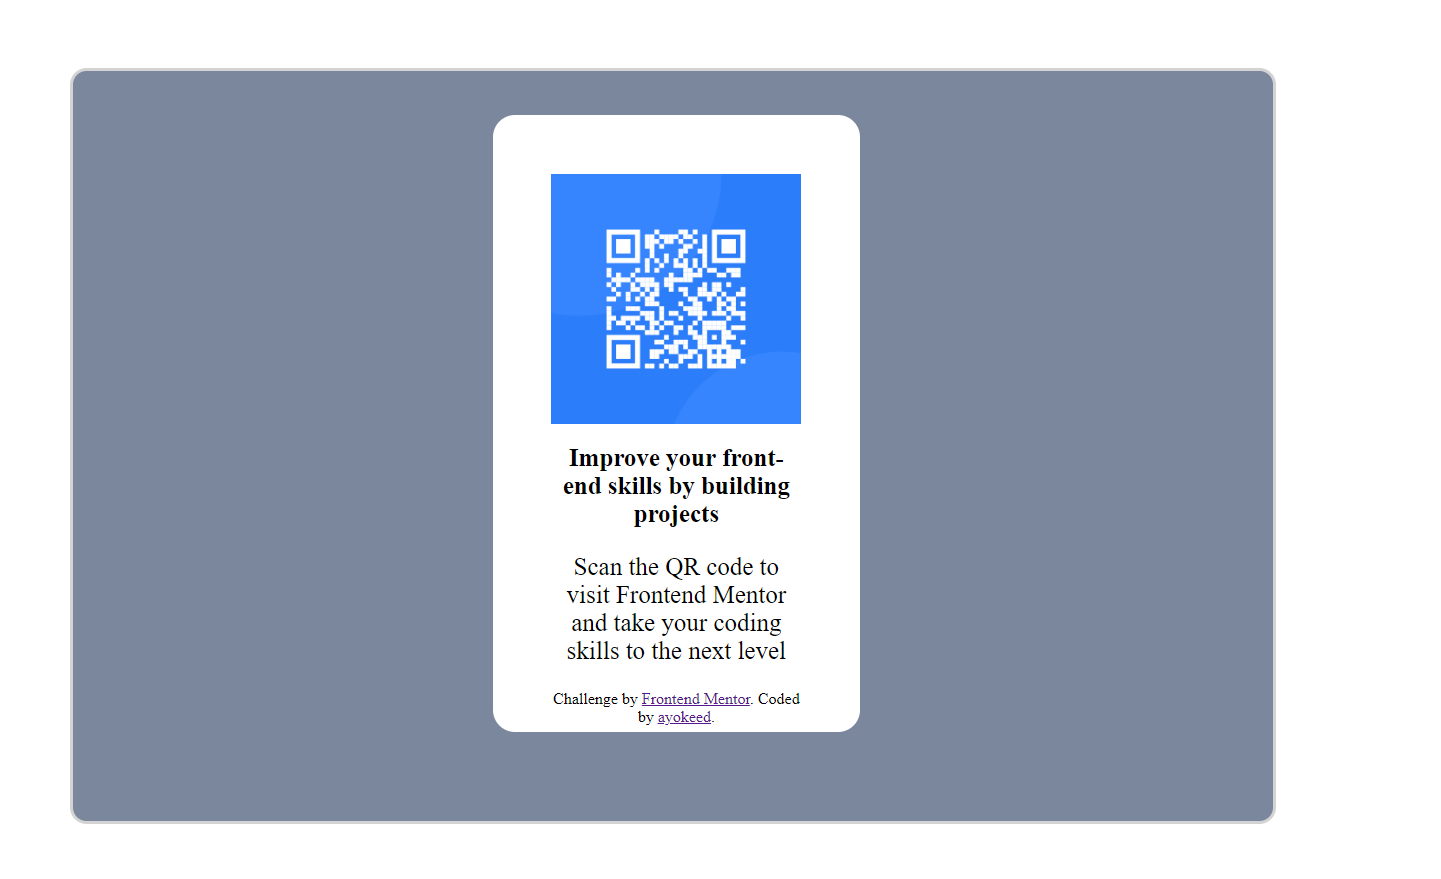 Improve your front-
end skills by building
projects
Scan the QR code to
visit Frontend Mentor
and take your coding
skills to the next level
Challenge by Frontend Mentor. Coded
by ayokeed.